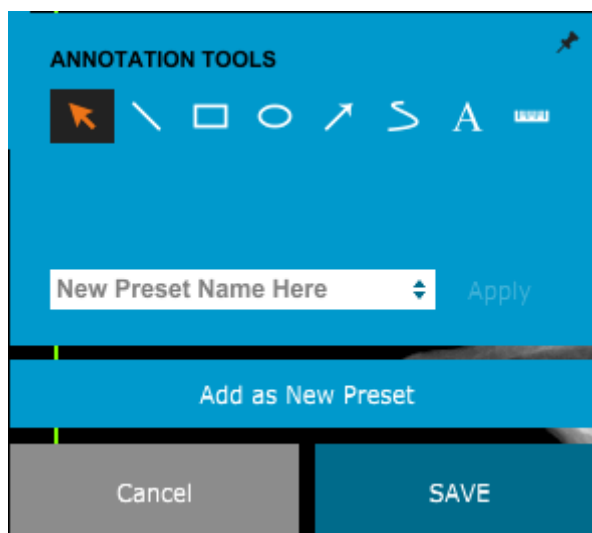 ANNOTATION TOOLS
A
New Preset Name Here
Apply
Add as New Preset
Cancel
SAVE